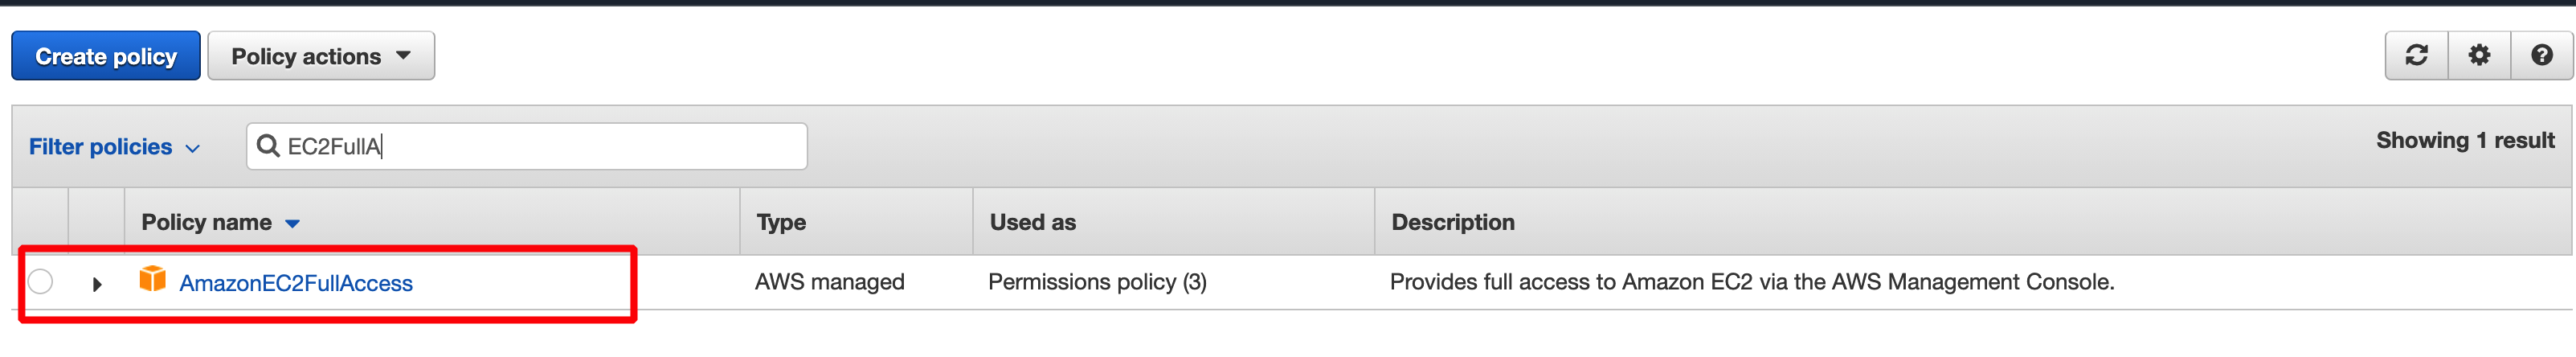 Create policy Policy actions
Filter policies EC2FullA Showing 1 result
Policy name Type Used as Description
AmazonEC2FullAccess AWS managed Permissions policy (3) Provides full access to Amazon EC2 via the AWS Management Console.